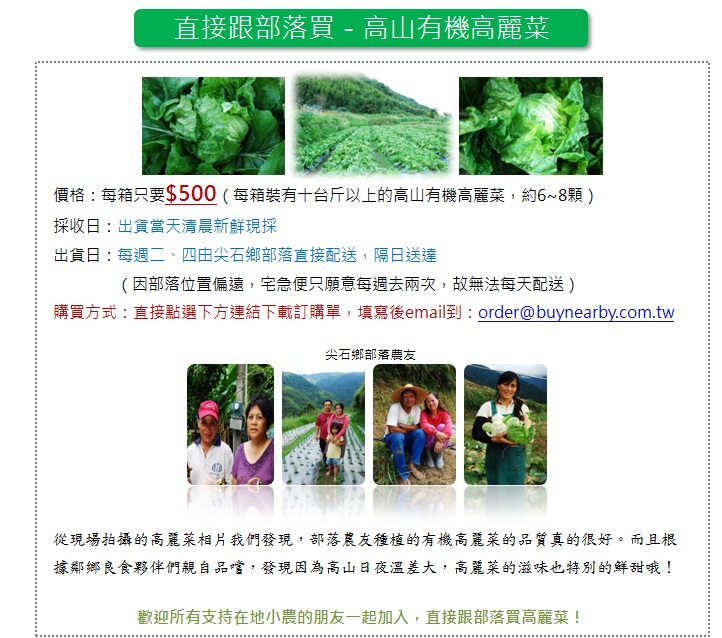 直接跟部落買 - 高山有機高麗菜
價格：每箱只要$500（每箱裝有十台斤以上的高山有機高麗菜，約6~8顆）
採收日：出貨當天清晨新鮮現採
出貨日：每週二、四由尖石鄉部落直接配送，隔日送達
（因部落位置偏遠，宅急便只願意每週去兩次，故無法每天配送）
購買方式：直接點選下方連結下載訂購單，填寫後email到：order@buynearby.com.tw
尖石鄉部落農友
從現場拍攝的高麗菜相片我們發現，部落農友種植的有機高麗菜的品質真的很好。而且根
據鄰鄉良食夥伴們親自品嚐，發現因為高山日夜溫差大，高麗菜的滋味也特別的鮮甜哦！
歡迎所有支持在地小農的朋友一起加入，直接跟部落買高麗菜！